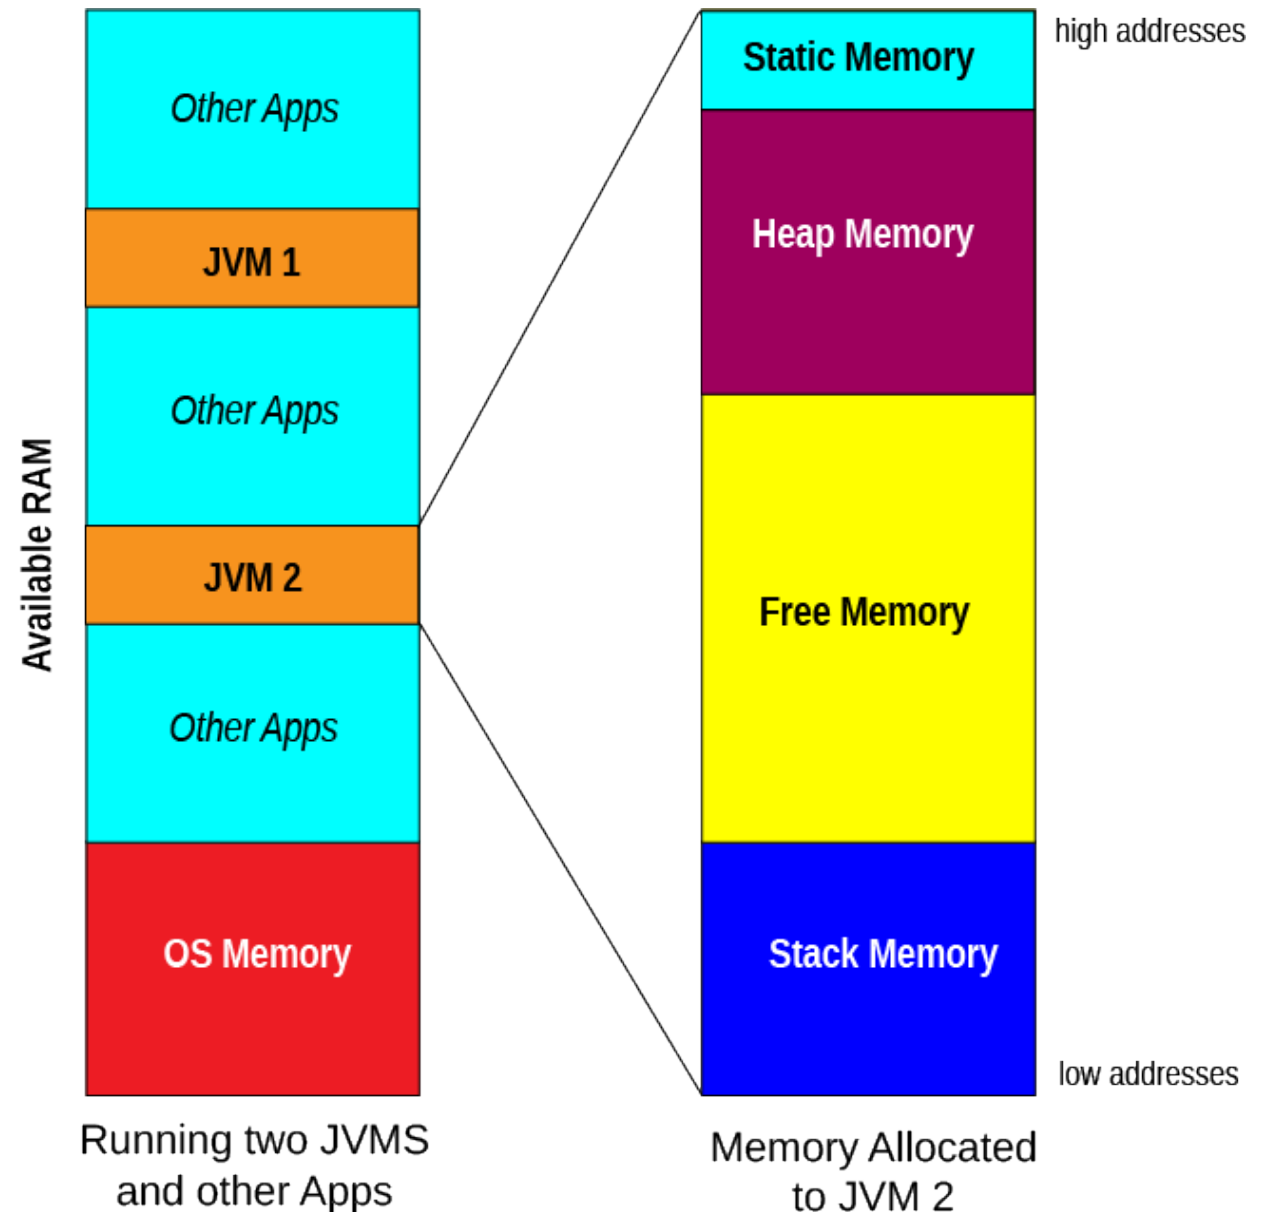 Available RAM
Other Apps
JVM 1
Other Apps
JVM 2
Other Apps
OS Memory
Running two JVMS
and other Apps
Static Memory
Heap Memory
Free Memory
Stack Memory
high addresses
low addresses
Memory Allocated
to JVM 2